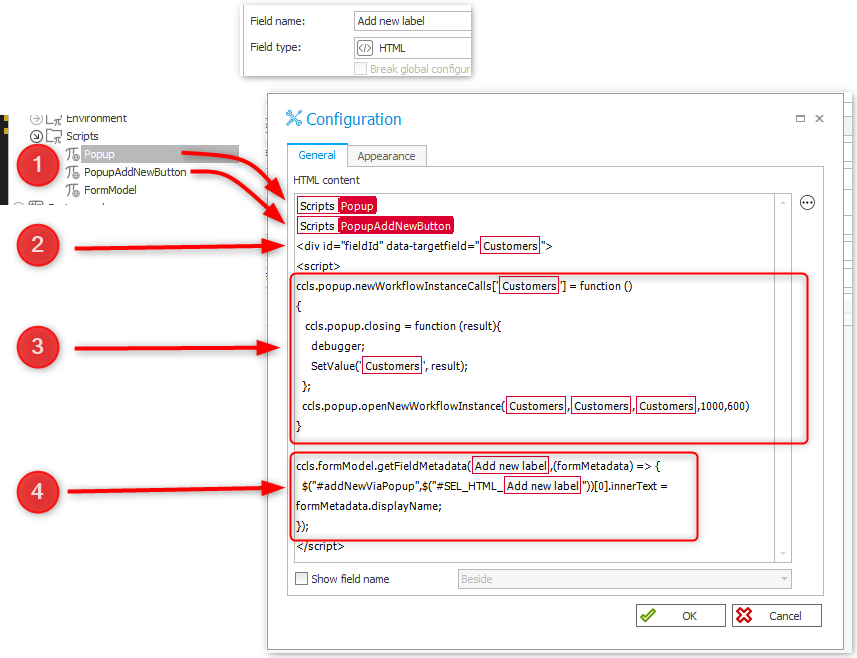 Field name: Add new label
Field type: HTML
Break global configur
Environment
Scripts
Popup
PopupAddNewButton
FormModel
1
2
3
4
Configuration
General Appearance
HTML content
Scripts Popup
Scripts PopupAddNewButton
<div id="fieldId" data-targetfield=" Customers ">
<script>
ccls.popup.newWorkflowInstanceCalls[' Customers '] = function ()
{
ccls.popup.closing = function (result){
debugger;
SetValue(' Customers ', result);
};
ccls.popup.openNewWorkflowInstance( Customers , Customers , Customers ,1000,600)
}
ccls.formModel.getFieldMetadata( Add new label ,(formMetadata) => {
$("#addNewViaPopup",$("#SEL_HTML_ Add new label "))[0].innerText =
formMetadata.displayName;
});
</script>
Show field name Beside
OK Cancel